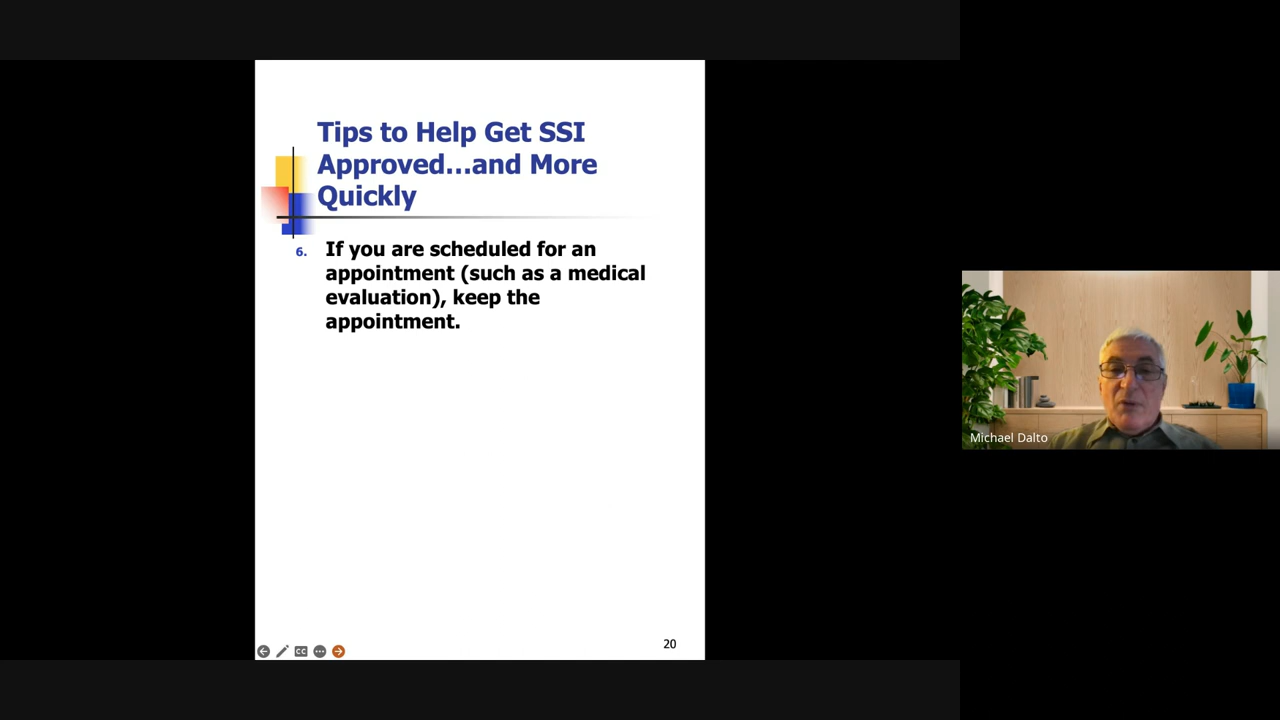 Tips to Help Get SSI
Approved...and More
Quickly
6. If you are scheduled for an
appointment (such as a medical
evaluation), keep the
appointment.
20
CC
Michael Dalto